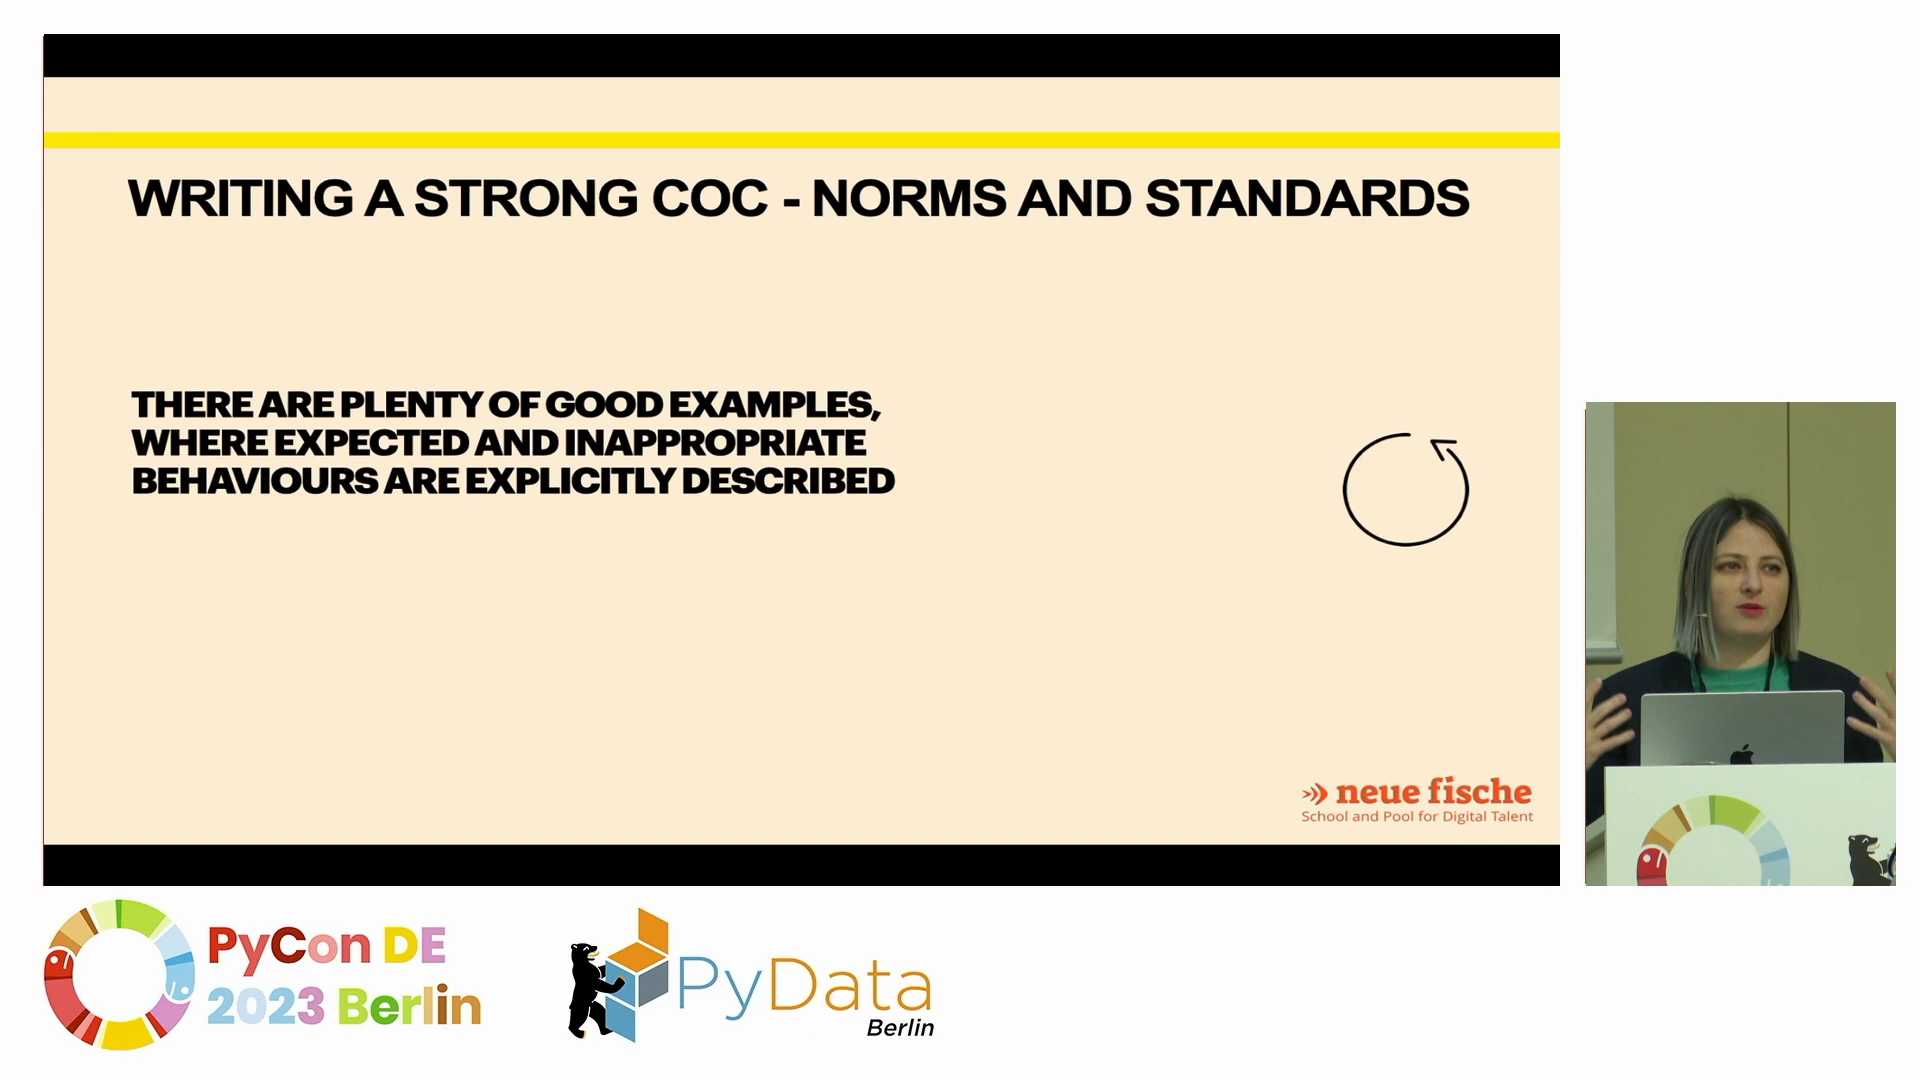 WRITING A STRONG COC - NORMS AND STANDARDS
THERE ARE PLENTY OF GOOD EXAMPLES,
WHERE EXPECTED AND INAPPROPRIATE
BEHAVIOURS ARE EXPLICITLY DESCRIBED
neue fische
School and Pool for Digital Talent
PyCon DE
2023 Berlin
PyData
Berlin